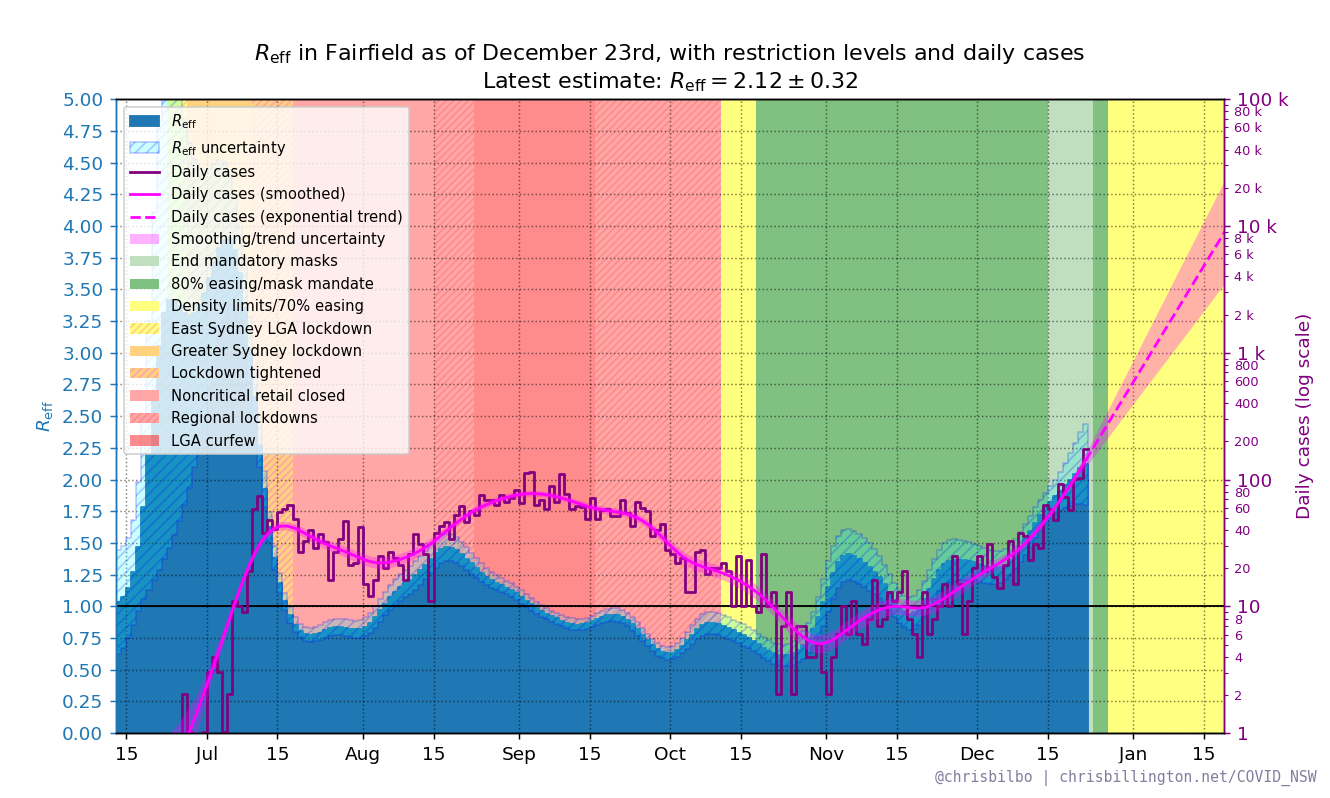 R_eff in Fairfield as of December 23rd, with restriction levels and daily cases
Latest estimate: R_eff = 2.12 ± 0.32
R_eff
R_eff uncertainty
Daily cases
Daily cases (smoothed)
Daily cases (exponential trend)
Smoothing/trend uncertainty
End mandatory masks
80% easing/mask mandate
Density limits/70% easing
East Sydney LGA lockdown
Greater Sydney lockdown
Lockdown tightened
Noncritical retail closed
Regional lockdowns
LGA curfew
R_eff
5.00
4.75
4.50
4.25
4.00
3.75
3.50
3.25
3.00
2.75
2.50
2.25
2.00
1.75
1.50
1.25
1.00
0.75
0.50
0.25
0.00
15 Jul 15 Aug 15 Sep 15 Oct 15 Nov 15 Dec 15 Jan 15
100 k
80 k
60 k
40 k
20 k
10 k
8 k
6 k
4 k
2 k
1 k
800
600
400
200
100
80
60
40
20
10
8
6
4
2
1
Daily cases (log scale)
@chrisbilbo | chrisbillington.net/COVID_NSW